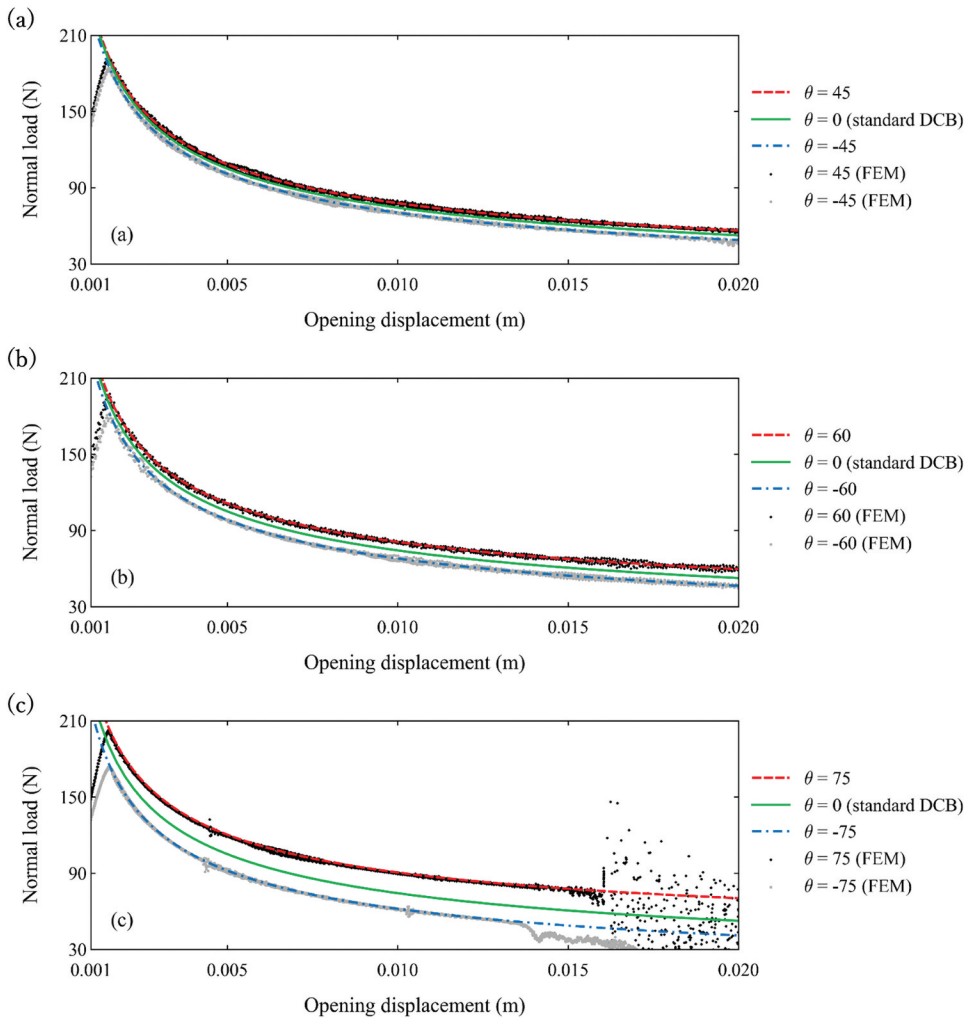 (a)
210
150
90
30
Normal load (N)
(a)
0.001 0.005 0.010 0.015 0.020
Opening displacement (m)
θ = 45
θ = 0 (standard DCB)
θ = -45
θ = 45 (FEM)
θ = -45 (FEM)
(b)
210
150
90
30
Normal load (N)
(b)
0.001 0.005 0.010 0.015 0.020
Opening displacement (m)
θ = 60
θ = 0 (standard DCB)
θ = -60
θ = 60 (FEM)
θ = -60 (FEM)
(c)
210
150
90
30
Normal load (N)
(c)
0.001 0.005 0.010 0.015 0.020
Opening displacement (m)
θ = 75
θ = 0 (standard DCB)
θ = -75
θ = 75 (FEM)
θ = -75 (FEM)